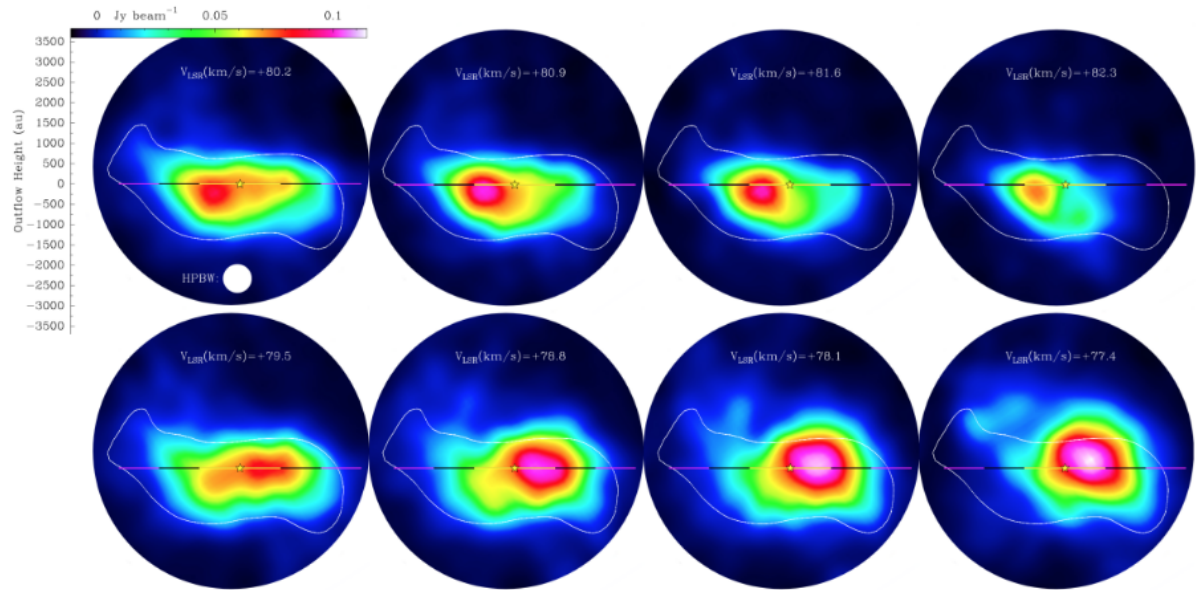 0 Jy beam⁻¹ 0.05 0.1
3500
3000
2500
2000
1500
1000
500
0
−500
−1000
−1500
−2000
−2500
−3000
−3500
Outflow Height (au)
V_LSR(km/s)=+80.2
V_LSR(km/s)=+80.9
V_LSR(km/s)=+81.6
V_LSR(km/s)=+82.3
HPBW:
V_LSR(km/s)=+79.5
V_LSR(km/s)=+78.8
V_LSR(km/s)=+78.1
V_LSR(km/s)=+77.4